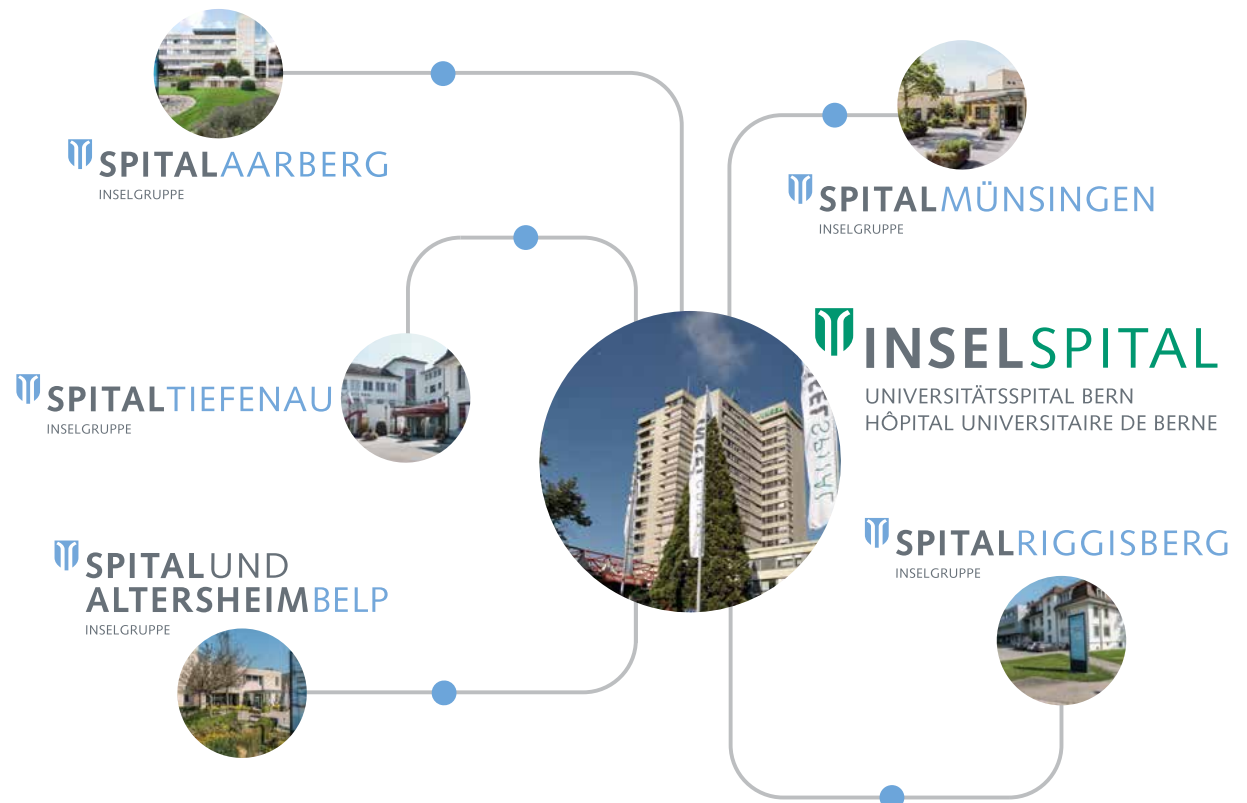 SPITALAARBERG
INSELGRUPPE
SPITALMÜNSINGEN
INSELGRUPPE
INSELSPITAL
UNIVERSITÄTSSPITAL BERN
HÔPITAL UNIVERSITAIRE DE BERNE
SPITALTIEFENAU
INSELGRUPPE
SPITALUND
ALTERSHEIMBELP
INSELGRUPPE
SPITALRIGGISBERG
INSELGRUPPE